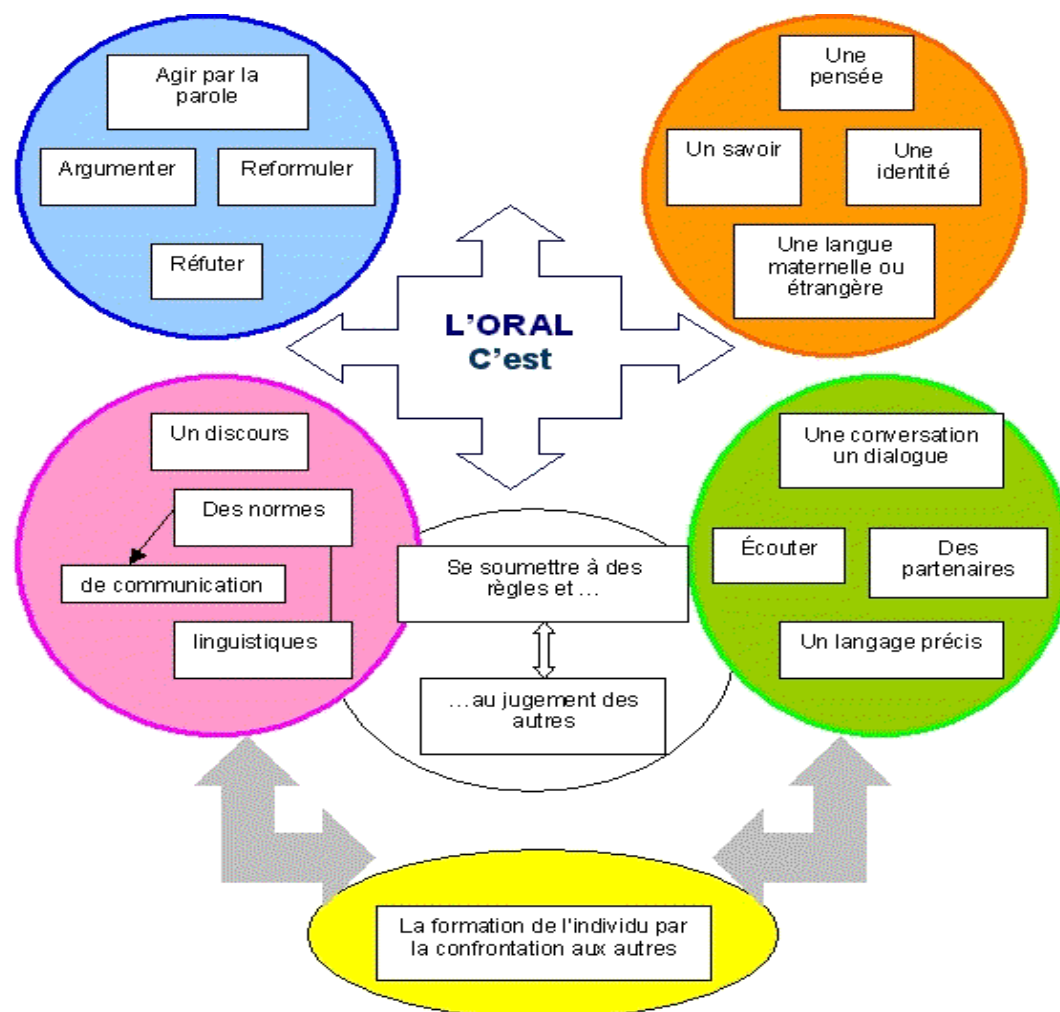 Agir par la
parole
Argumenter
Reformuler
Réfuter
Une
pensée
Un savoir
Une
identité
Une langue
maternelle ou
étrangère
L'ORAL
C'est
Un discours
Des normes
de communication
linguistiques
Se soumettre à des
règles et …
…au jugement des
autres
Une conversation
un dialogue
Écouter
Des
partenaires
Un langage précis
La formation de l'individu par
la confrontation aux autres